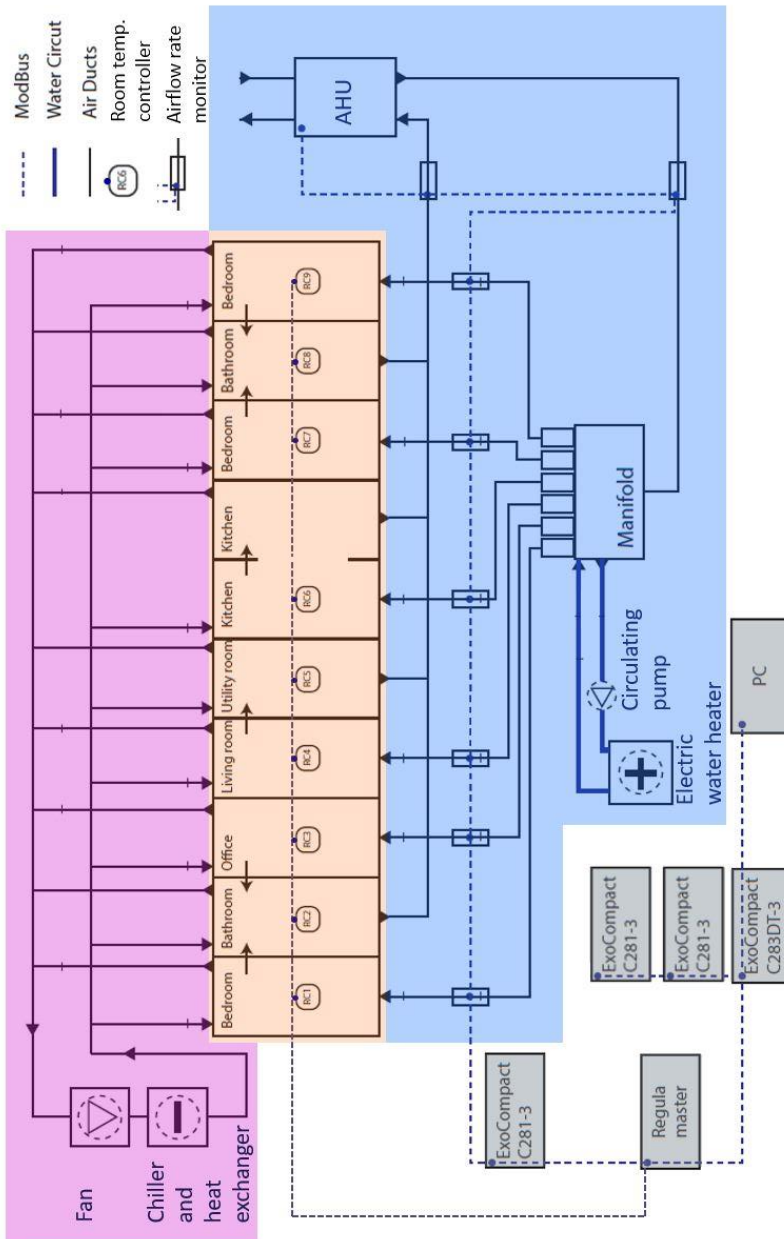 ModBus
Water Circut
Air Ducts
RC6
Room temp.
controller
Airflow rate
monitor
AHU
Bedroom
RC9
Bathroom
RC8
Bedroom
RC7
Kitchen
Kitchen
RC6
Utility room
RC5
Living room
RC4
Office
RC3
Bathroom
RC2
Bedroom
RC1
Manifold
Circulating
pump
Electric
water heater
Fan
Chiller
and
heat
exchanger
PC
ExoCompact
C281-3
ExoCompact
C281-3
ExoCompact
C283DT-3
ExoCompact
C281-3
Regula
master